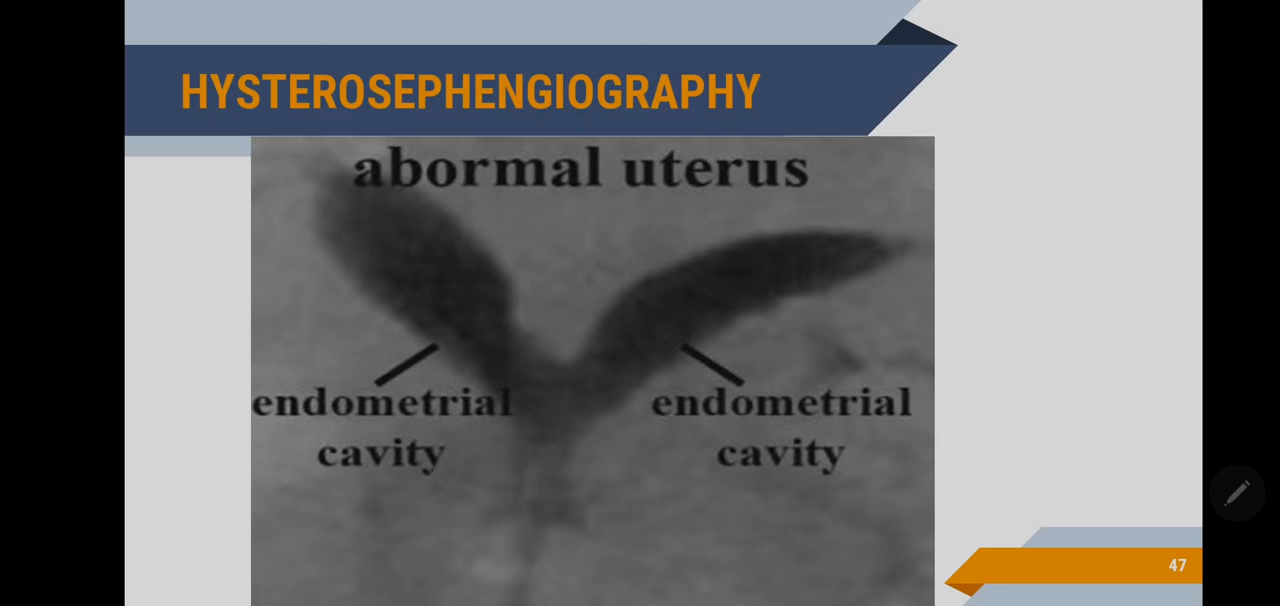 HYSTEROSEPHENGIOGRAPHY
abormal uterus
endometrial endometrial
cavity cavity
47